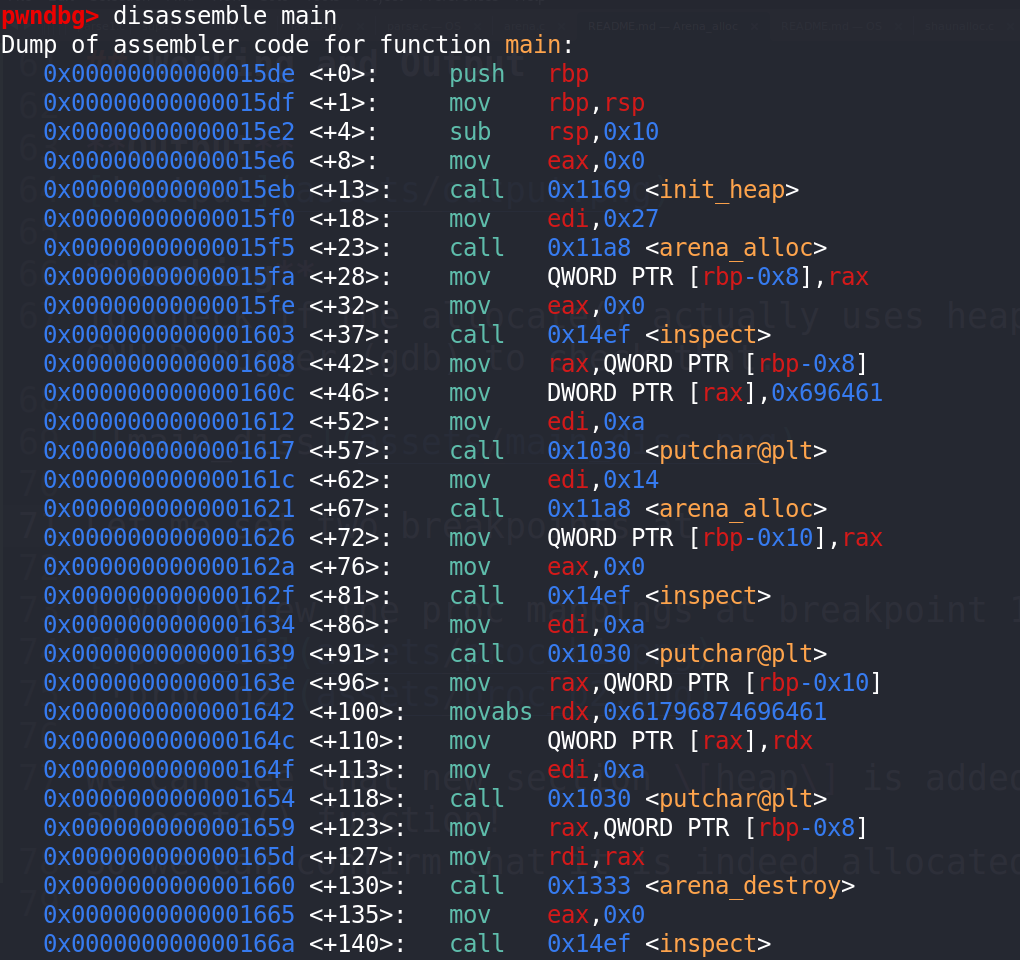 pwndbg> disassemble main
Dump of assembler code for function main:
0x00000000000015de <+0>: push rbp
0x00000000000015df <+1>: mov rbp,rsp
0x00000000000015e2 <+4>: sub rsp,0x10
0x00000000000015e6 <+8>: mov eax,0x0
0x00000000000015eb <+13>: call 0x1169 <init_heap>
0x00000000000015f0 <+18>: mov edi,0x27
0x00000000000015f5 <+23>: call 0x11a8 <arena_alloc>
0x00000000000015fa <+28>: mov QWORD PTR [rbp-0x8],rax
0x00000000000015fe <+32>: mov eax,0x0
0x0000000000001603 <+37>: call 0x14ef <inspect>
0x0000000000001608 <+42>: mov rax,QWORD PTR [rbp-0x8]
0x000000000000160c <+46>: mov DWORD PTR [rax],0x696461
0x0000000000001612 <+52>: mov edi,0xa
0x0000000000001617 <+57>: call 0x1030 <putchar@plt>
0x000000000000161c <+62>: mov edi,0x14
0x0000000000001621 <+67>: call 0x11a8 <arena_alloc>
0x0000000000001626 <+72>: mov QWORD PTR [rbp-0x10],rax
0x000000000000162a <+76>: mov eax,0x0
0x000000000000162f <+81>: call 0x14ef <inspect>
0x0000000000001634 <+86>: mov edi,0xa
0x0000000000001639 <+91>: call 0x1030 <putchar@plt>
0x000000000000163e <+96>: mov rax,QWORD PTR [rbp-0x10]
0x0000000000001642 <+100>: movabs rdx,0x61796874696461
0x000000000000164c <+110>: mov QWORD PTR [rax],rdx
0x000000000000164f <+113>: mov edi,0xa
0x0000000000001654 <+118>: call 0x1030 <putchar@plt>
0x0000000000001659 <+123>: mov rax,QWORD PTR [rbp-0x8]
0x000000000000165d <+127>: mov rdi,rax
0x0000000000001660 <+130>: call 0x1333 <arena_destroy>
0x0000000000001665 <+135>: mov eax,0x0
0x000000000000166a <+140>: call 0x14ef <inspect>